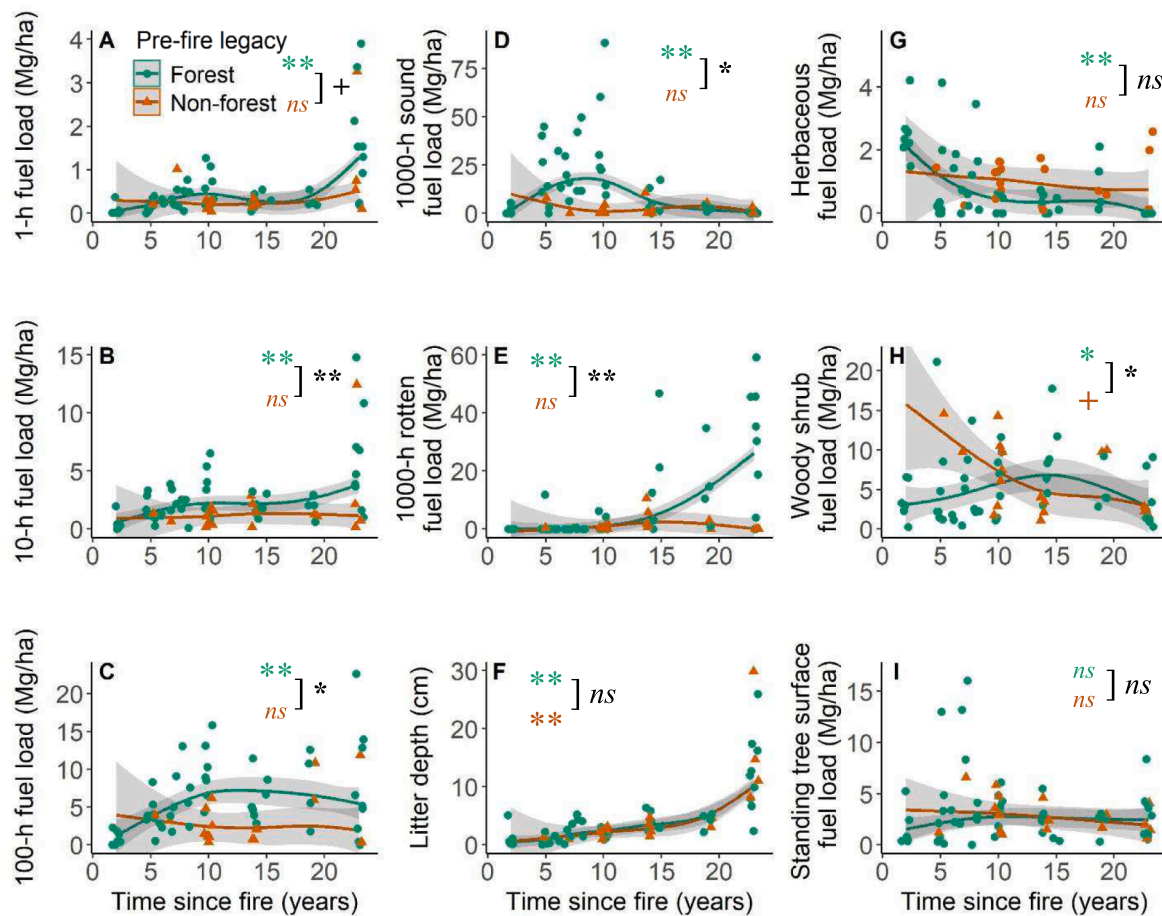 A
Pre-fire legacy
Forest
Non-forest
**
ns
] +
1-h fuel load (Mg/ha)
4
3
2
1
0
0 5 10 15 20
D
**
ns
] *
1000-h sound
fuel load (Mg/ha)
75
50
25
0
0 5 10 15 20
G
**
ns
] ns
Herbaceous
fuel load (Mg/ha)
4
2
0
0 5 10 15 20
B
**
ns
] **
10-h fuel load (Mg/ha)
15
10
5
0
0 5 10 15 20
E
**
ns
] **
1000-h rotten
fuel load (Mg/ha)
60
40
20
0
0 5 10 15 20
H
*
+
] *
Woody shrub
fuel load (Mg/ha)
20
15
10
5
0
0 5 10 15 20
C
**
ns
] *
100-h fuel load (Mg/ha)
20
15
10
5
0
0 5 10 15 20
Time since fire (years)
F
**
**
] ns
Litter depth (cm)
30
20
10
0
0 5 10 15 20
Time since fire (years)
I
ns
ns
] ns
Standing tree surface
fuel load (Mg/ha)
15
10
5
0
0 5 10 15 20
Time since fire (years)